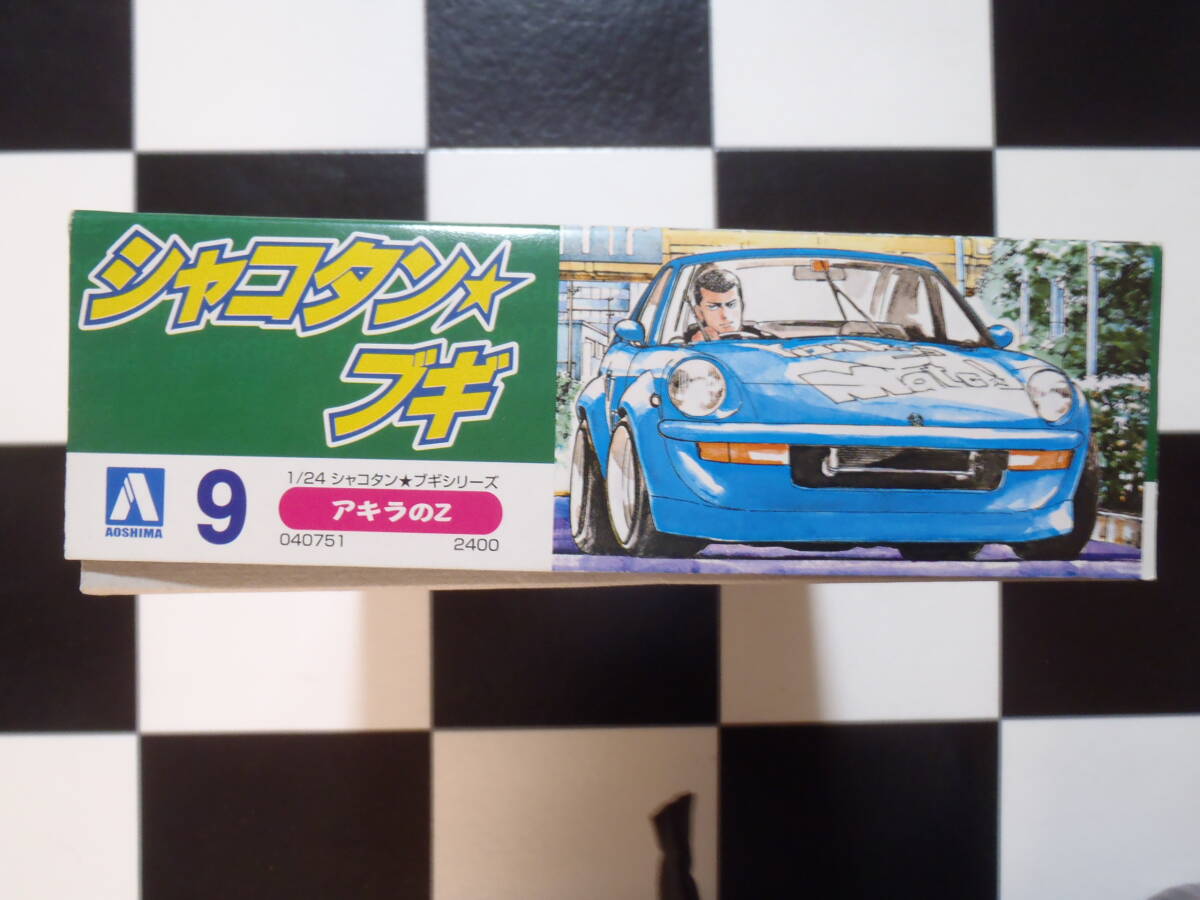 シャコタン★
ブギ
AOSHIMA
9
1/24 シャコタン★ブギシリーズ
アキラのZ
040751
2400